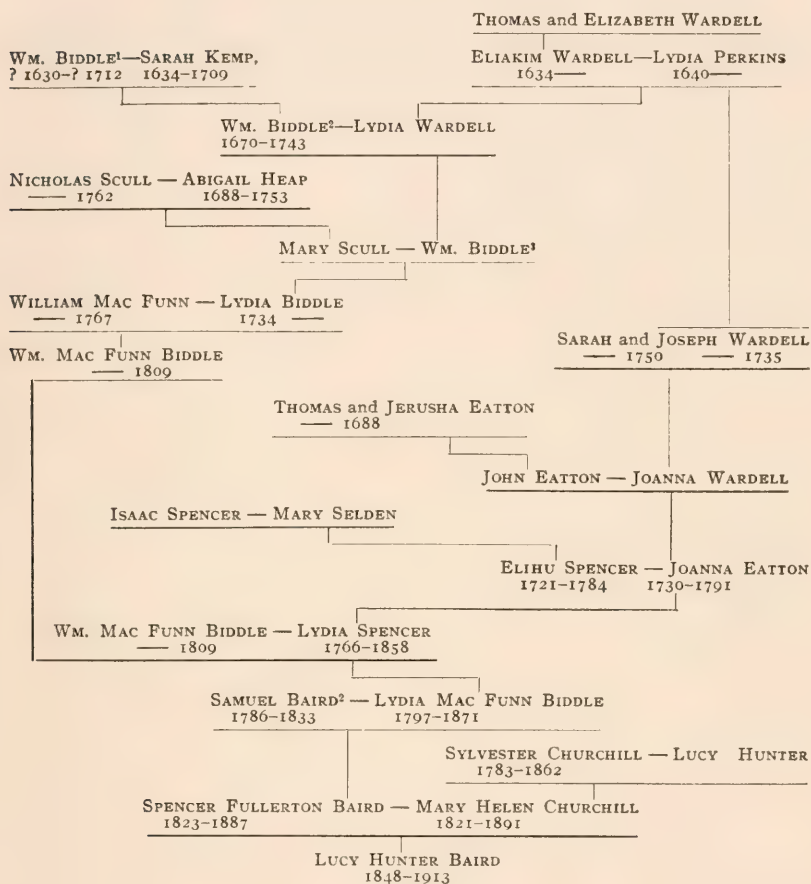 THOMAS and ELIZABETH WARDELL
WM. BIDDLE¹—SARAH KEMP,
? 1630–? 1712 1634–1709
ELIAKIM WARDELL—LYDIA PERKINS
1634— 1640—
WM. BIDDLE²—LYDIA WARDELL
1670–1743
NICHOLAS SCULL — ABIGAIL HEAP
— 1762 1688–1753
MARY SCULL — WM. BIDDLE³
WILLIAM MAC FUNN — LYDIA BIDDLE
— 1767 1734 —
SARAH and JOSEPH WARDELL
— 1750 — 1735
WM. MAC FUNN BIDDLE
— 1809
THOMAS and JERUSHA EATTON
— 1688
JOHN EATTON — JOANNA WARDELL
ISAAC SPENCER — MARY SELDEN
ELIHU SPENCER — JOANNA EATTON
1721–1784 1730–1791
WM. MAC FUNN BIDDLE — LYDIA SPENCER
— 1809 1766–1858
SAMUEL BAIRD² — LYDIA MAC FUNN BIDDLE
1786–1833 1797–1871
SYLVESTER CHURCHILL — LUCY HUNTER
1783–1862
SPENCER FULLERTON BAIRD — MARY HELEN CHURCHILL
1823–1887 1821–1891
LUCY HUNTER BAIRD
1848–1913